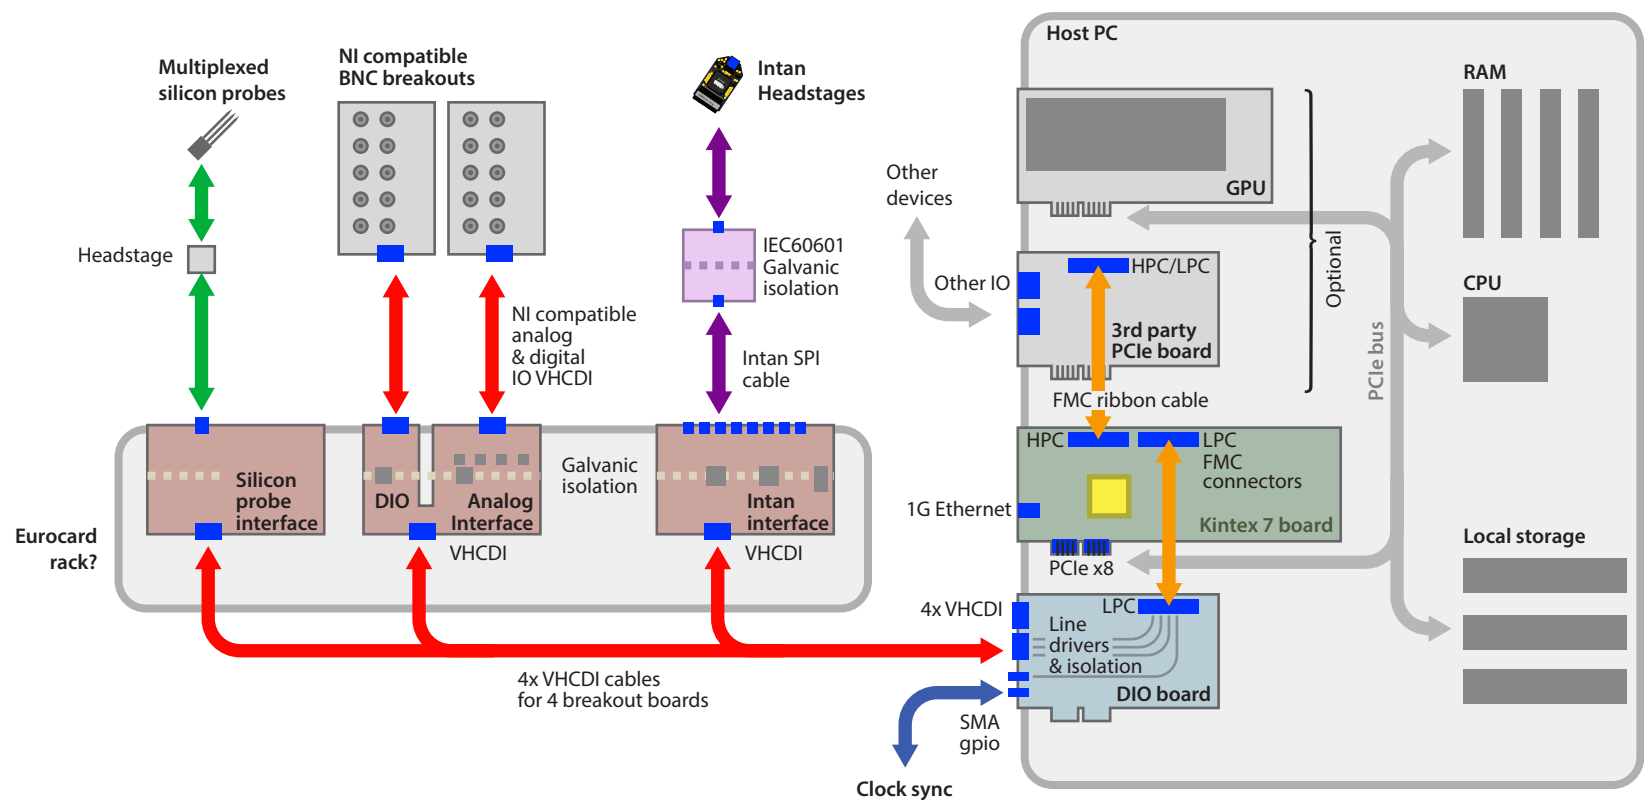 Multiplexed
silicon probes
Headstage
NI compatible
BNC breakouts
NI compatible
analog
& digital
IO VHCDI
Intan
Headstages
IEC60601
Galvanic
isolation
Intan SPI
cable
Eurocard
rack?
Silicon
probe
interface
DIO
Analog
Interface
VHCDI
Galvanic
isolation
Intan
interface
VHCDI
4x VHCDI cables
for 4 breakout boards
Host PC
GPU
Other
devices
Other IO
HPC/LPC
3rd party
PCIe board
Optional
FMC ribbon cable
HPC
LPC
FMC
connectors
1G Ethernet
Kintex 7 board
PCIe x8
4x VHCDI
LPC
Line
drivers
& isolation
DIO board
SMA
gpio
Clock sync
PCIe bus
RAM
CPU
Local storage